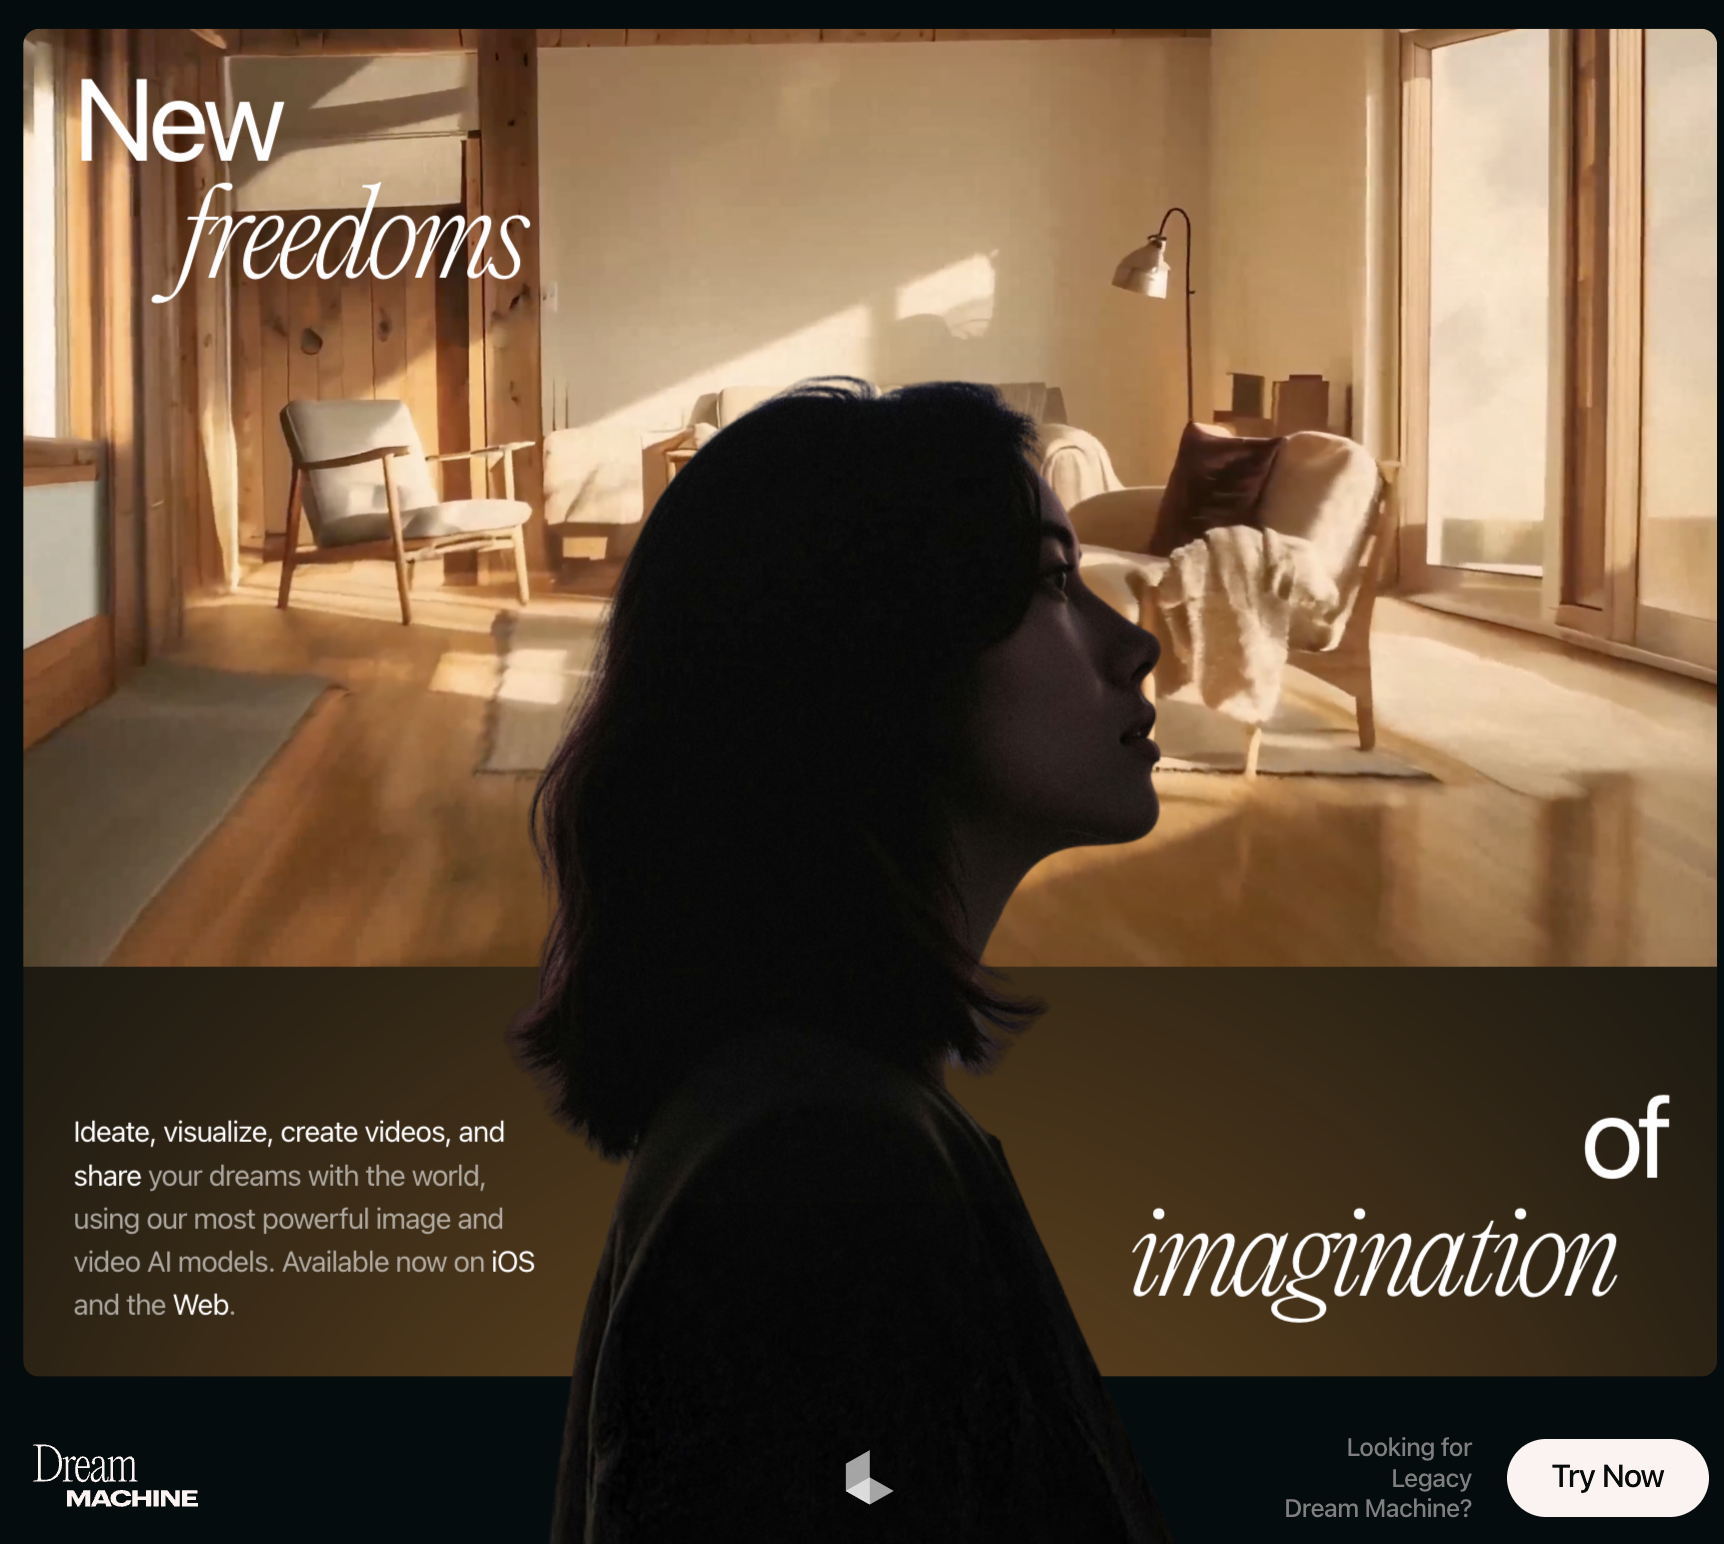 New
freedoms
of
imagination
Ideate, visualize, create videos, and
share your dreams with the world,
using our most powerful image and
video AI models. Available now on iOS
and the Web.
Dream
MACHINE
Looking for
Legacy
Dream Machine?
Try Now